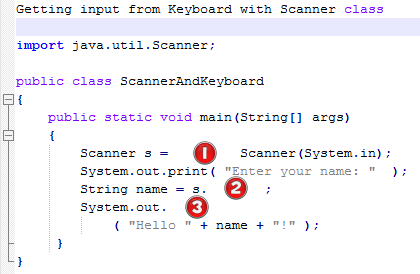 Getting input from Keyboard with Scanner class
import java.util.Scanner;
public class ScannerAndKeyboard
{
public static void main(String[] args)
{
Scanner s = 1 Scanner(System.in);
System.out.print( "Enter your name: " );
String name = s. 2 ;
System.out. 3
( "Hello " + name + "!" );
}
}